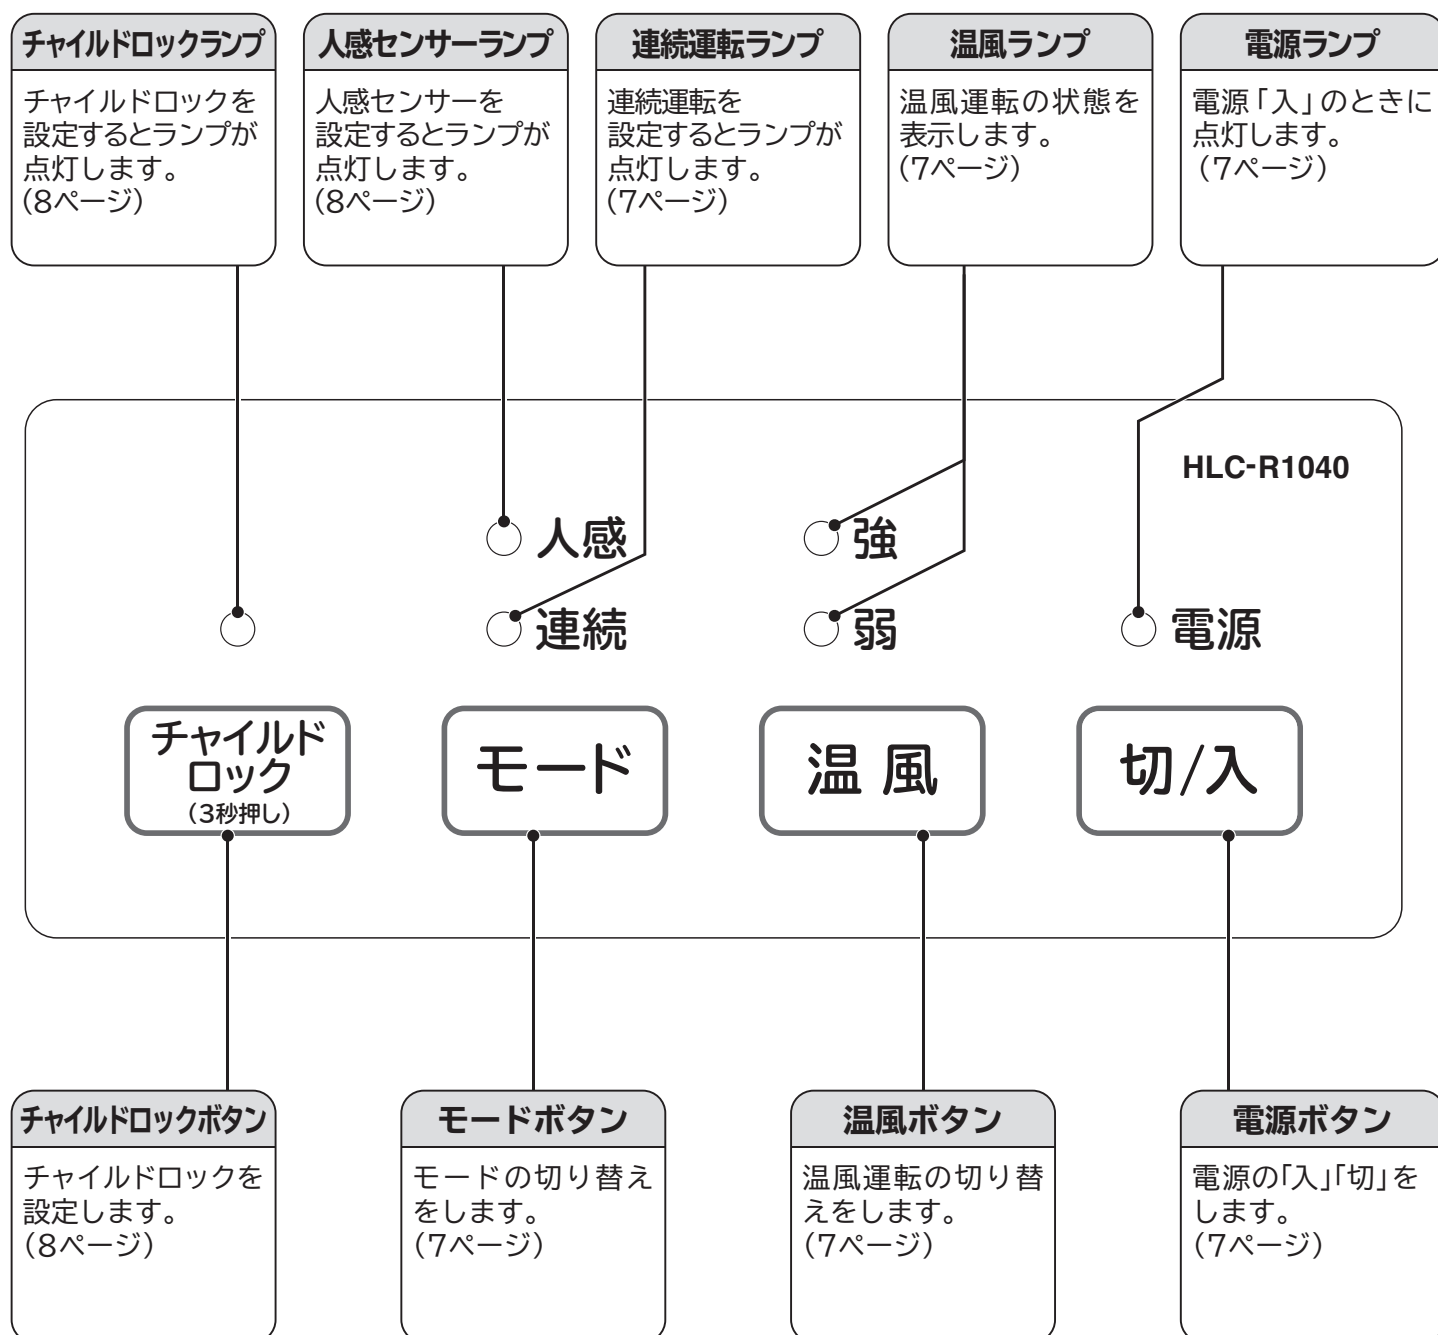 チャイルドロックランプ
チャイルドロックを
設定するとランプが
点灯します。
(8ページ)
人感センサーランプ
人感センサーを
設定するとランプが
点灯します。
(8ページ)
連続運転ランプ
連続運転を
設定するとランプが
点灯します。
(7ページ)
温風ランプ
温風運転の状態を
表示します。
(7ページ)
電源ランプ
電源「入」のときに
点灯します。
(7ページ)
HLC-R1040
人感
強
連続
弱
電源
チャイルド
ロック
(3秒押し)
モード
温風
切/入
チャイルドロックボタン
チャイルドロックを
設定します。
(8ページ)
モードボタン
モードの切り替え
をします。
(7ページ)
温風ボタン
温風運転の切り替
えをします。
(7ページ)
電源ボタン
電源の「入」「切」を
します。
(7ページ)